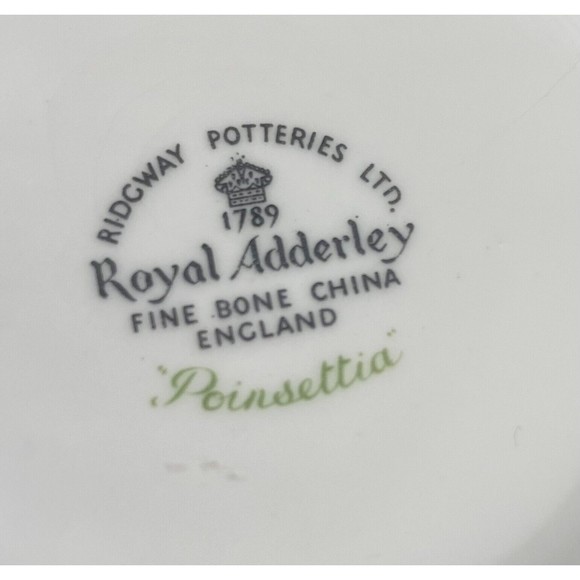 RIDGWAY POTTERIES LTD.
1789
Royal Adderley
FINE BONE CHINA
ENGLAND
"Poinsettia"